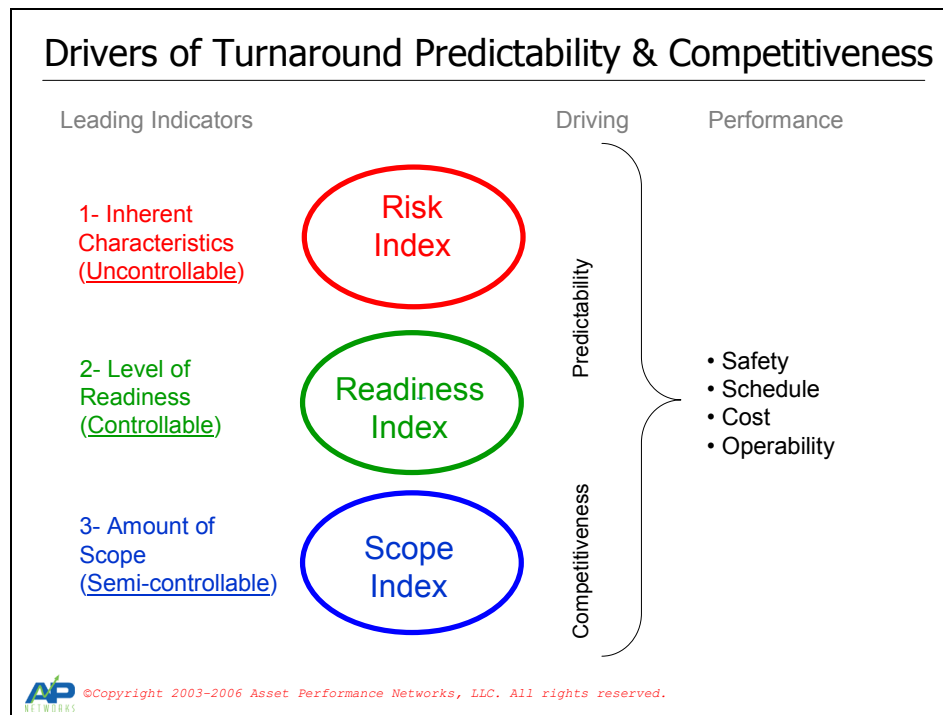 Drivers of Turnaround Predictability & Competitiveness
Leading Indicators
Driving
Performance
1- Inherent
Characteristics
(Uncontrollable)
Risk
Index
2- Level of
Readiness
(Controllable)
Readiness
Index
3- Amount of
Scope
(Semi-controllable)
Scope
Index
Predictability
Competitiveness
• Safety
• Schedule
• Cost
• Operability
AP
NETWORKS
©Copyright 2003-2006 Asset Performance Networks, LLC. All rights reserved.